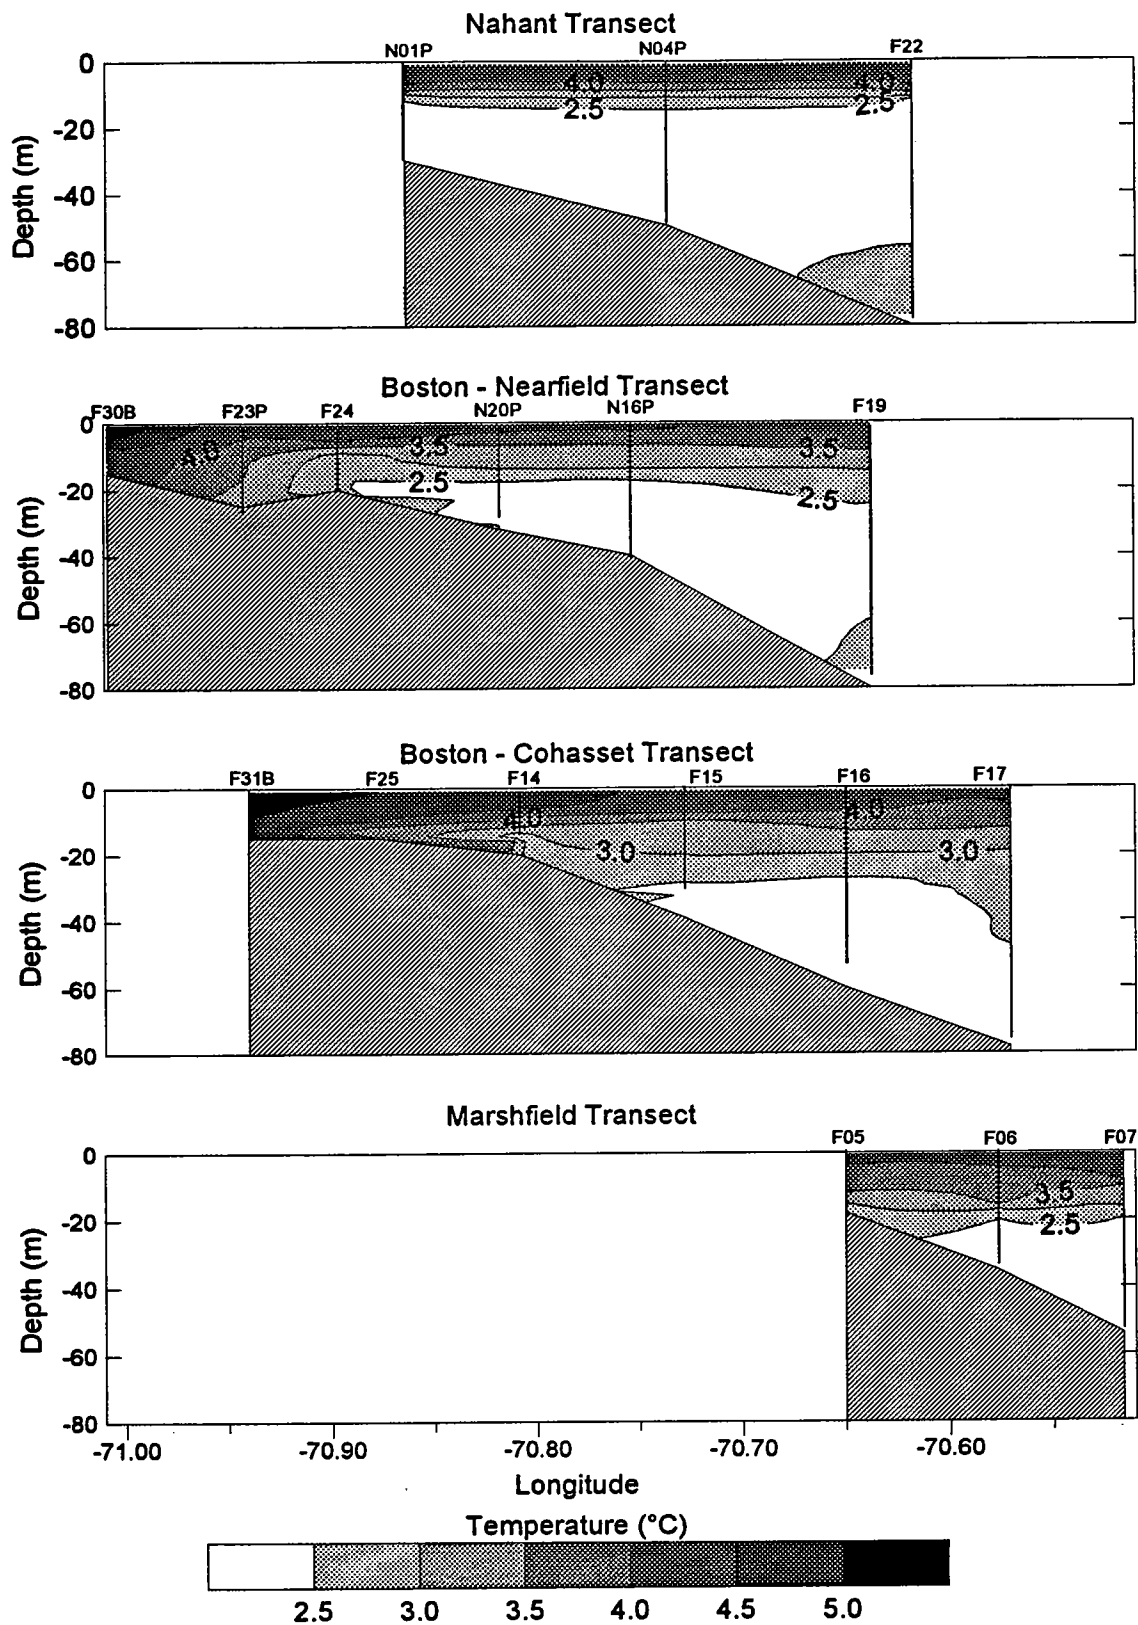 Nahant Transect
N01P N04P F22
0
-20
-40
-60
-80
Depth (m)
4.0 4.0
2.5 2.5
Boston - Nearfield Transect
F30B F23P F24 N20P N16P F19
0
-20
-40
-60
-80
Depth (m)
4.0 3.5 3.5
2.5 2.5
Boston - Cohasset Transect
F31B F25 F14 F15 F16 F17
0
-20
-40
-60
-80
Depth (m)
4.0 4.0
3.0 3.0
Marshfield Transect
F05 F06 F07
0
-20
-40
-60
-80
Depth (m)
3.5
2.5
-71.00 -70.90 -70.80 -70.70 -70.60
Longitude
Temperature (°C)
2.5 3.0 3.5 4.0 4.5 5.0